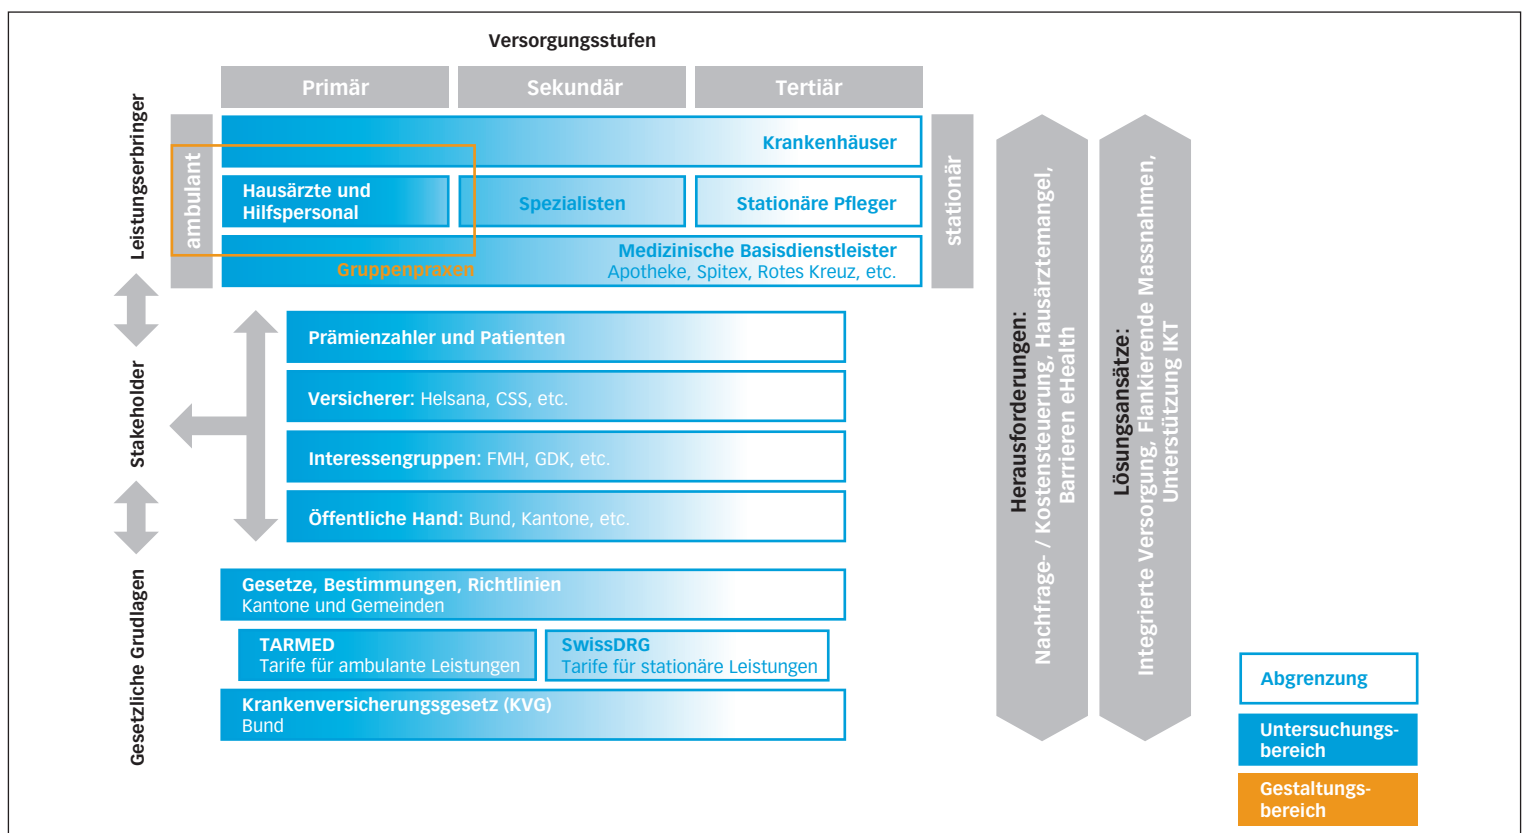 Versorgungsstufen
Primär
Sekundär
Tertiär
Leistungserbringer
ambulant
Krankenhäuser
Hausärzte und
Hilfspersonal
Spezialisten
Stationäre Pfleger
Medizinische Basisdienstleister
Apotheke, Spitex, Rotes Kreuz, etc.
Gruppenpraxen
stationär
Stakeholder
Prämienzahler und Patienten
Versicherer: Helsana, CSS, etc.
Interessengruppen: FMH, GDK, etc.
Öffentliche Hand: Bund, Kantone, etc.
Gesetzliche Grudlagen
Gesetze, Bestimmungen, Richtlinien
Kantone und Gemeinden
TARMED
Tarife für ambulante Leistungen
SwissDRG
Tarife für stationäre Leistungen
Krankenversicherungsgesetz (KVG)
Bund
Herausforderungen:
Nachfrage- / Kostensteuerung, Hausärztemangel,
Barrieren eHealth
Lösungsansätze:
Integrierte Versorgung, Flankierende Massnahmen,
Unterstützung IKT
Abgrenzung
Untersuchungs-
bereich
Gestaltungs-
bereich